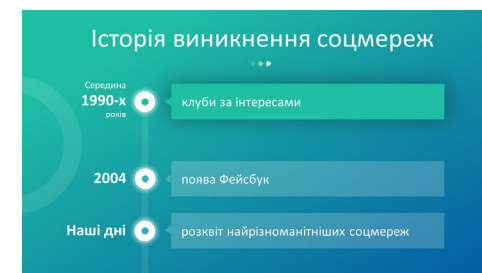 Історія виникнення соцмереж
Середина
1990-х
років
клуби за інтересами
2004
поява Фейсбук
Наші дні
розквіт найрізноманітніших соцмереж